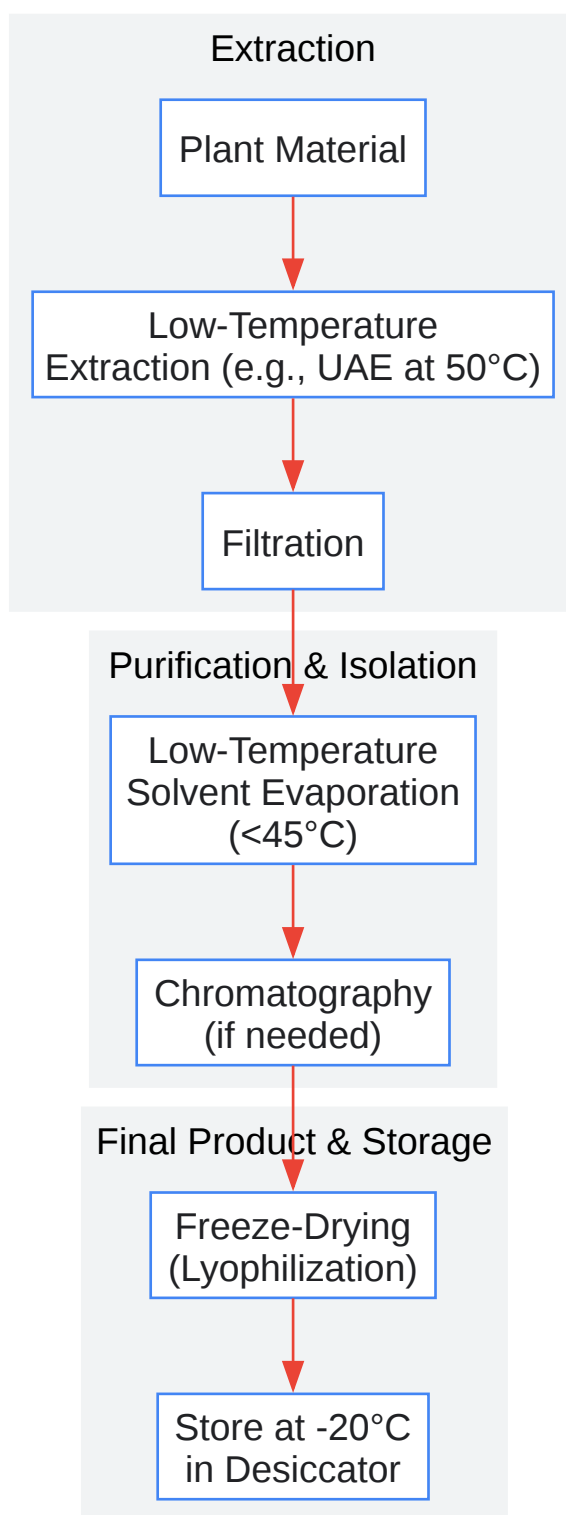 Extraction
Plant Material
Low-Temperature
Extraction (e.g., UAE at 50°C)
Filtration
Purification & Isolation
Low-Temperature
Solvent Evaporation
(<45°C)
Chromatography
(if needed)
Final Product & Storage
Freeze-Drying
(Lyophilization)
Store at -20°C
in Desiccator